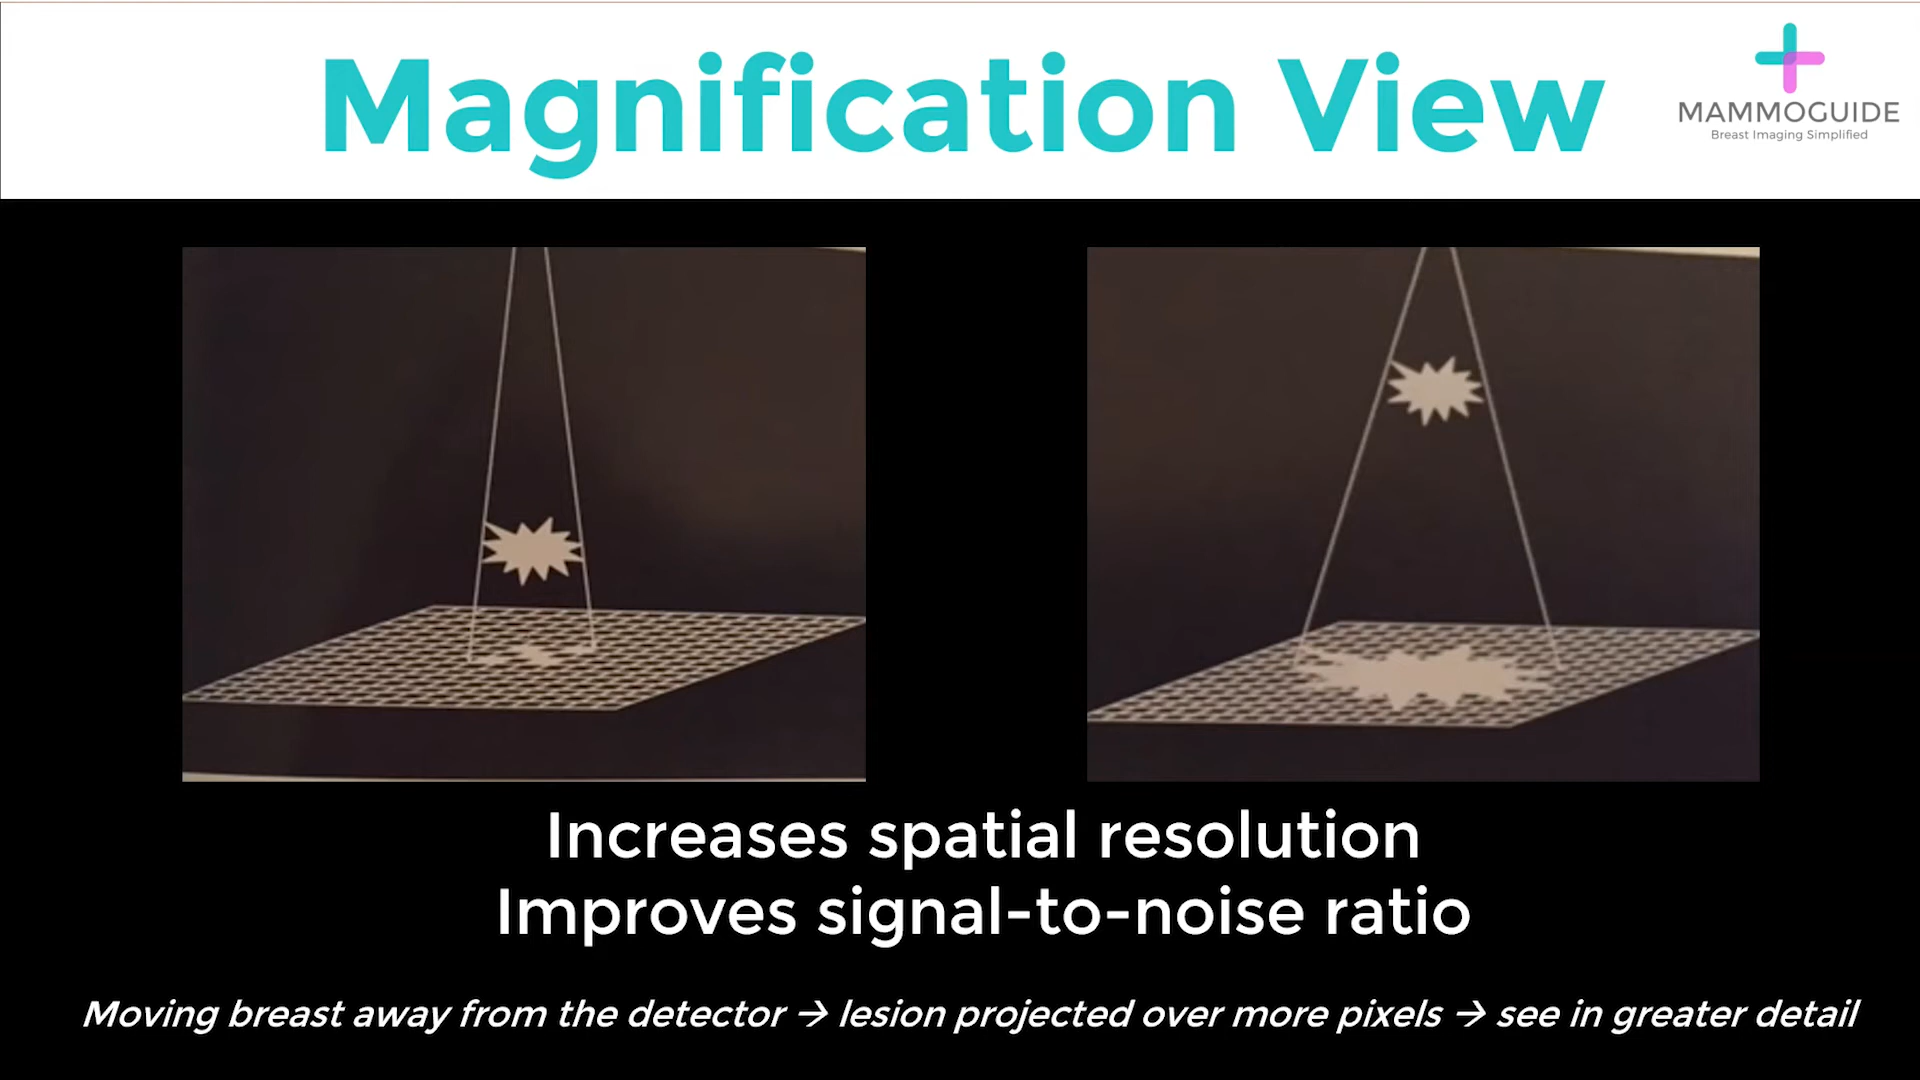 Magnification View
MAMMOGUIDE
Breast Imaging Simplified
Increases spatial resolution
Improves signal-to-noise ratio
Moving breast away from the detector → lesion projected over more pixels → see in greater detail